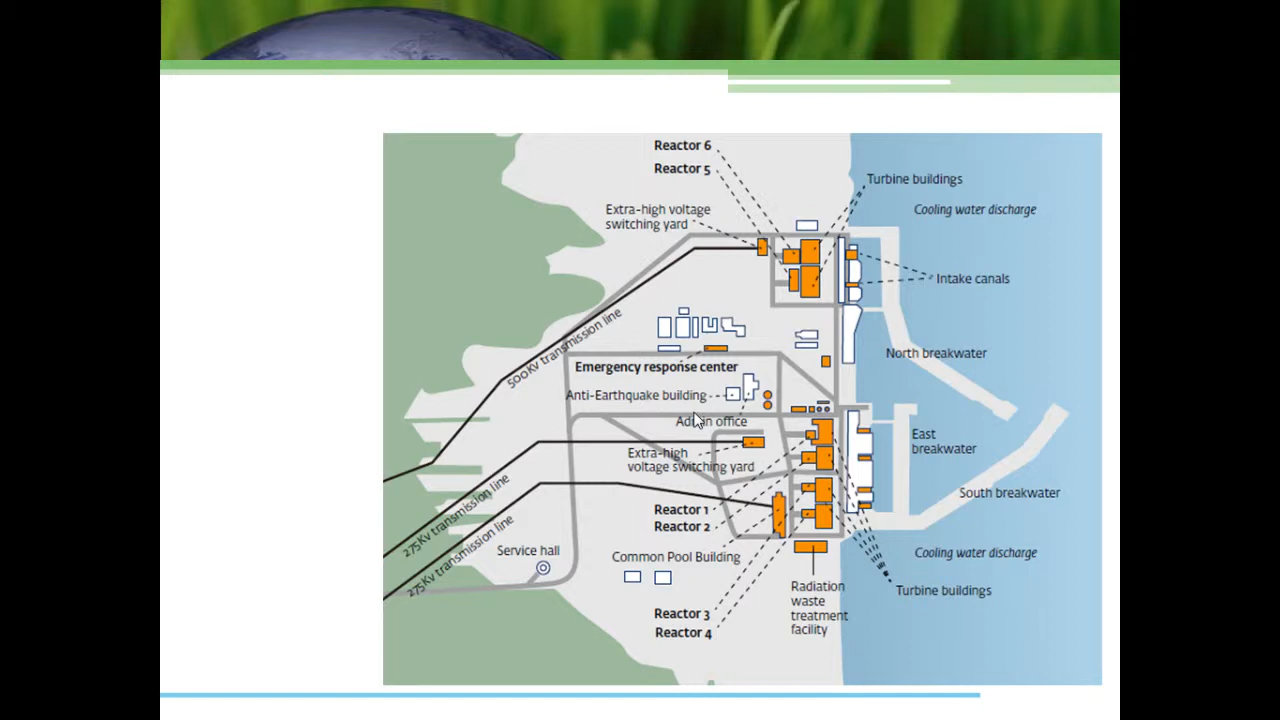 Reactor 6
Reactor 5
Turbine buildings
Extra-high voltage
switching yard
Cooling water discharge
Intake canals
500Kv transmission line
North breakwater
Emergency response center
Anti-Earthquake building
Admin office
East
breakwater
Extra-high
voltage switching yard
275Kv transmission line
South breakwater
Reactor 1
Reactor 2
275Kv transmission line
Service hall
Common Pool Building
Cooling water discharge
Radiation
waste
treatment
facility
Turbine buildings
Reactor 3
Reactor 4